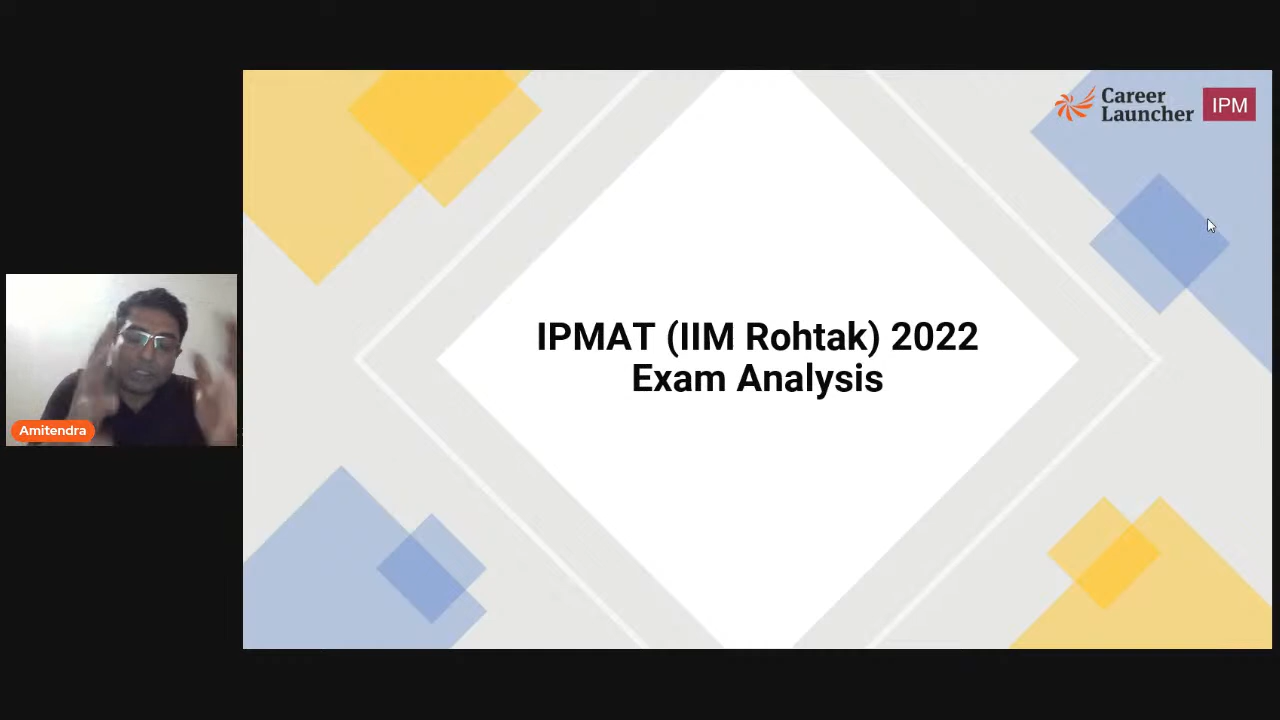 Career
Launcher
IPM
IPMAT (IIM Rohtak) 2022
Exam Analysis
Amitendra